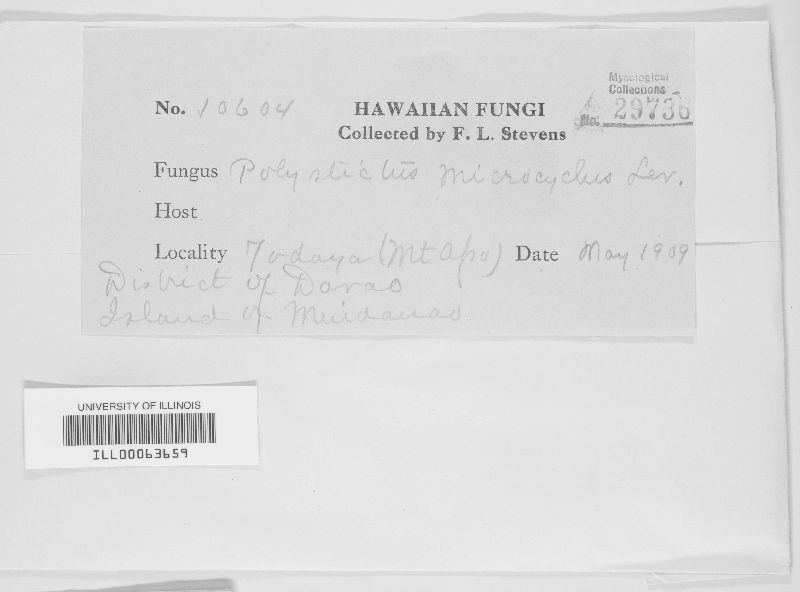 Mycological
Collections
No. 29736
No. 10604 HAWAIIAN FUNGI
Collected by F. L. Stevens
Fungus Polystictus microcyclus Lev.
Host
Locality Todaya (Mt Apo) Date May 1909
District of Davao
Island of Mindanao
UNIVERSITY OF ILLINOIS
ILL00063659